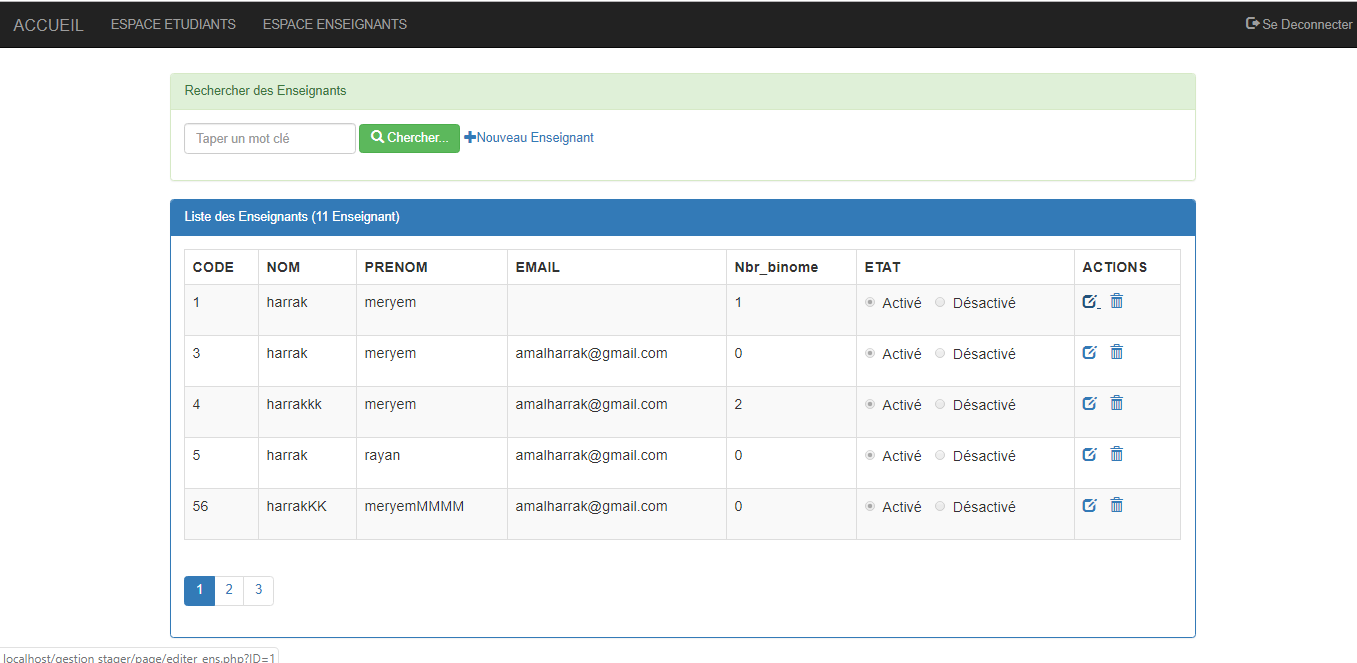 ACCUEIL ESPACE ETUDIANTS ESPACE ENSEIGNANTS Se Deconnecter
Rechercher des Enseignants
Taper un mot clé Chercher... Nouveau Enseignant
Liste des Enseignants (11 Enseignant)
CODE NOM PRENOM EMAIL Nbr_binome ETAT ACTIONS
1 harrak meryem 1 Activé Désactivé
3 harrak meryem amalharrak@gmail.com 0 Activé Désactivé
4 harrakkk meryem amalharrak@gmail.com 2 Activé Désactivé
5 harrak rayan amalharrak@gmail.com 0 Activé Désactivé
56 harrakKK meryemMMMM amalharrak@gmail.com 0 Activé Désactivé
1 2 3
localhost/gestion_stager/page/editer_ens.php?ID=1